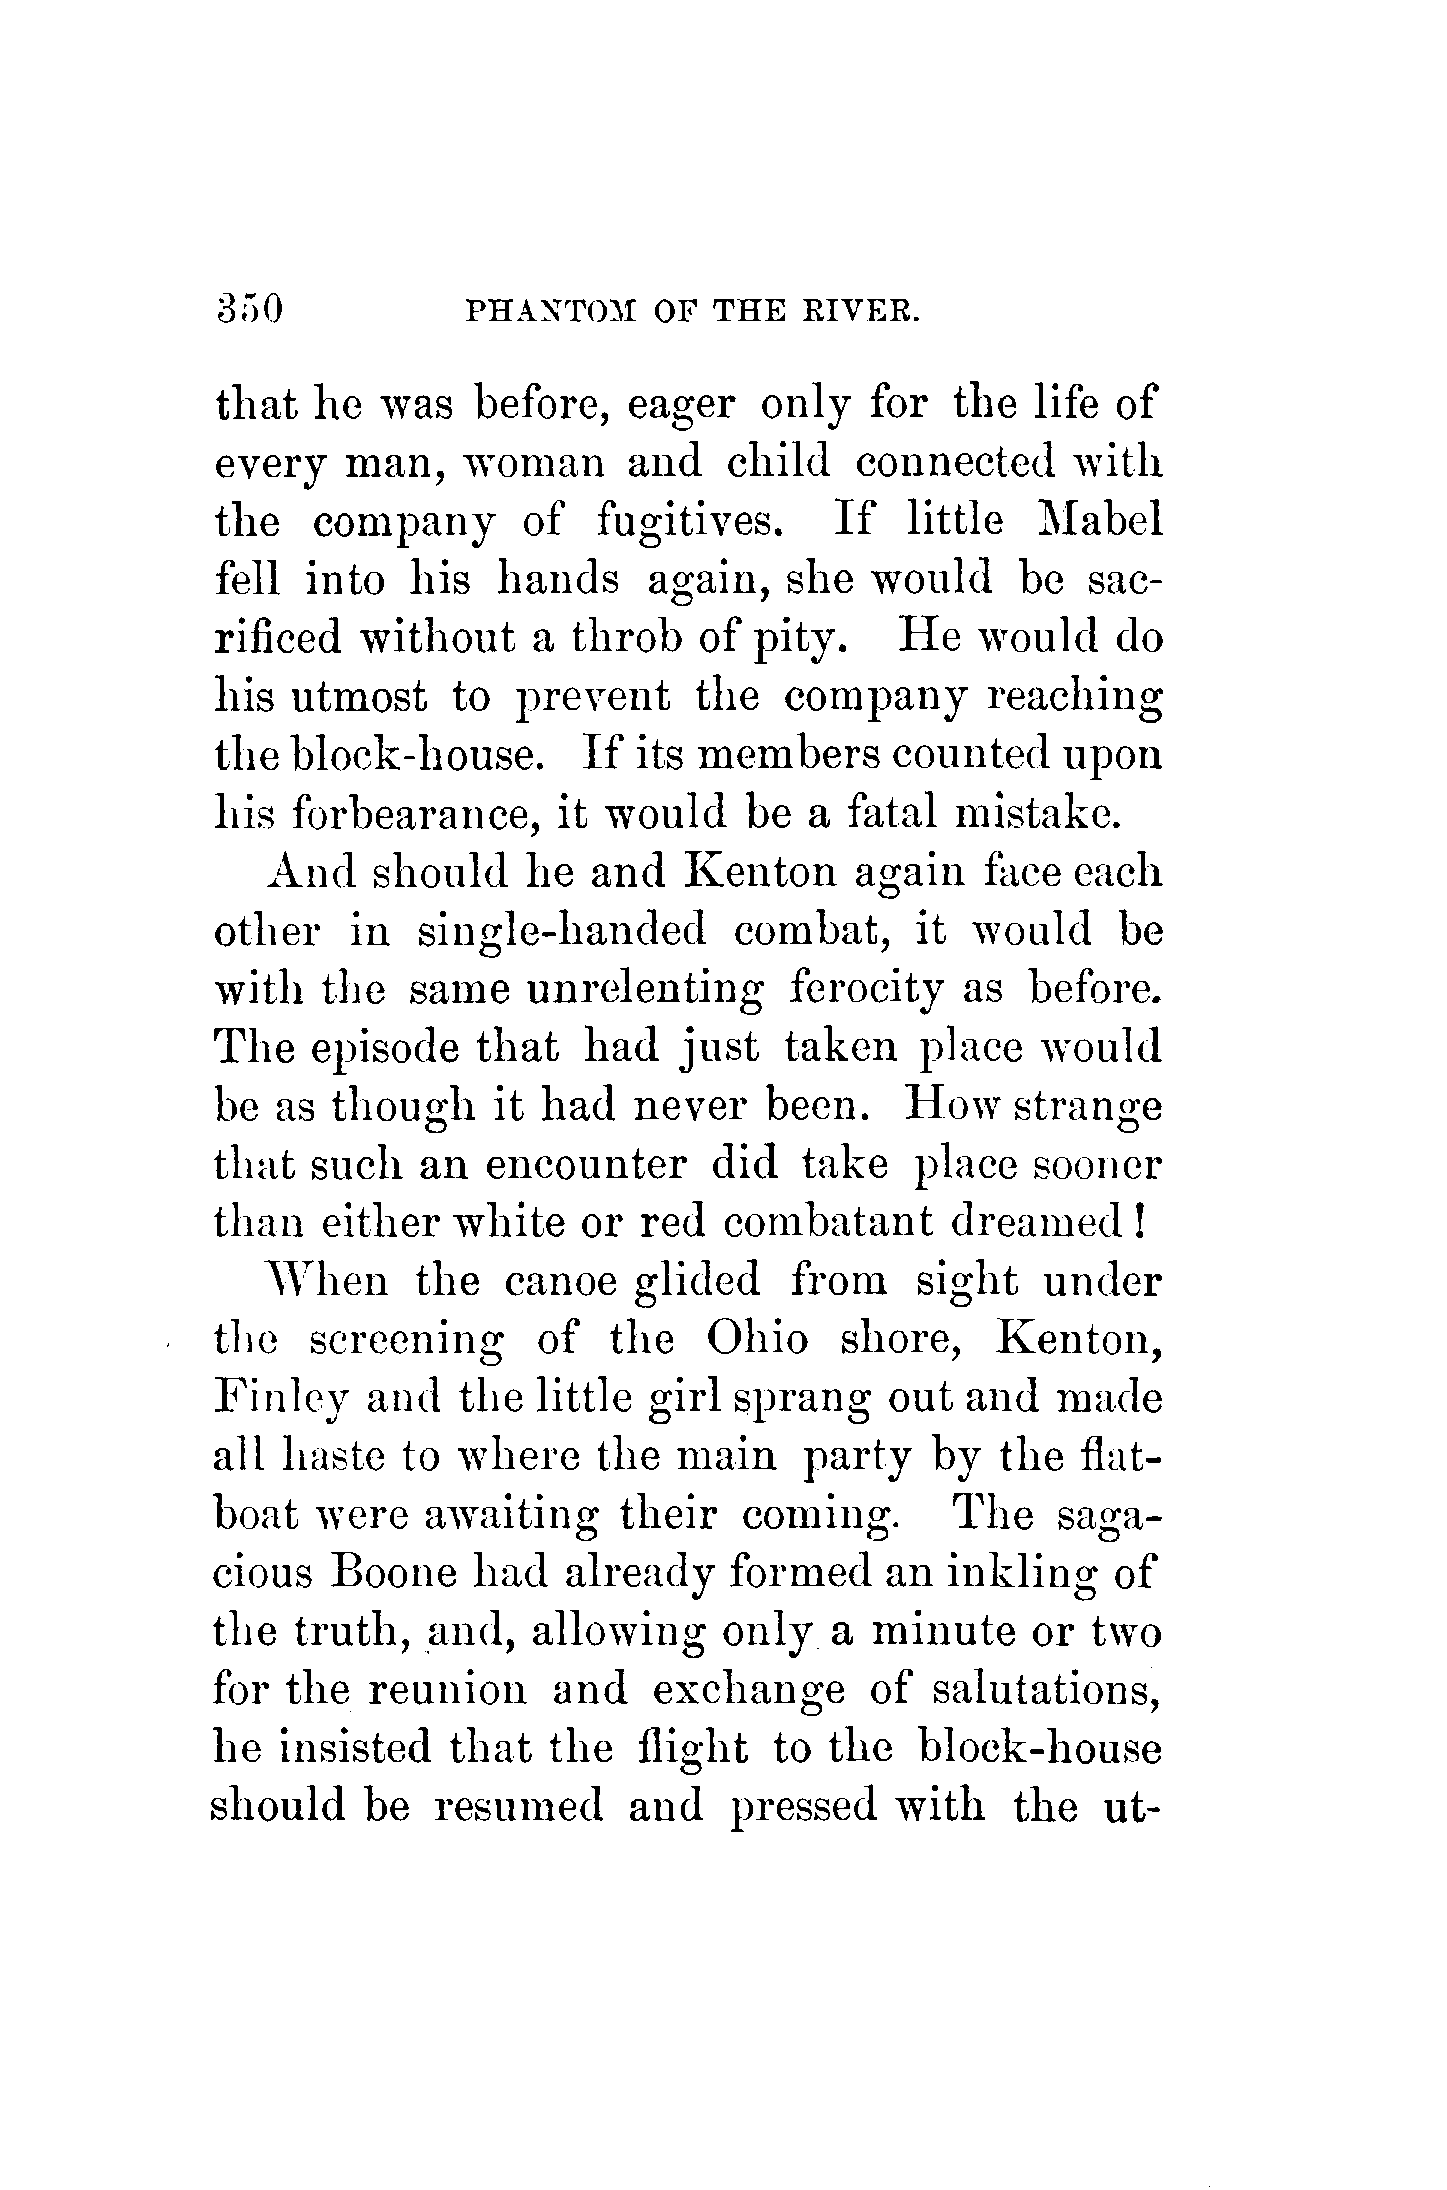 350 PHANTOM OF THE RIVER.
that he was before, eager only for the life of
every man, woman and child connected with
the company of fugitives. If little Mabel
fell into his hands again, she would be sac-
rificed without a throb of pity. He would do
his utmost to prevent the company reaching
the block-house. If its members counted upon
his forbearance, it would be a fatal mistake.
And should he and Kenton again face each
other in single-handed combat, it would be
with the same unrelenting ferocity as before.
The episode that had just taken place would
be as though it had never been. How strange
that such an encounter did take place sooner
than either white or red combatant dreamed!
When the canoe glided from sight under
the screening of the Ohio shore, Kenton,
Finley and the little girl sprang out and made
all haste to where the main party by the flat-
boat were awaiting their coming. The saga-
cious Boone had already formed an inkling of
the truth, and, allowing only a minute or two
for the reunion and exchange of salutations,
he insisted that the flight to the block-house
should be resumed and pressed with the ut-